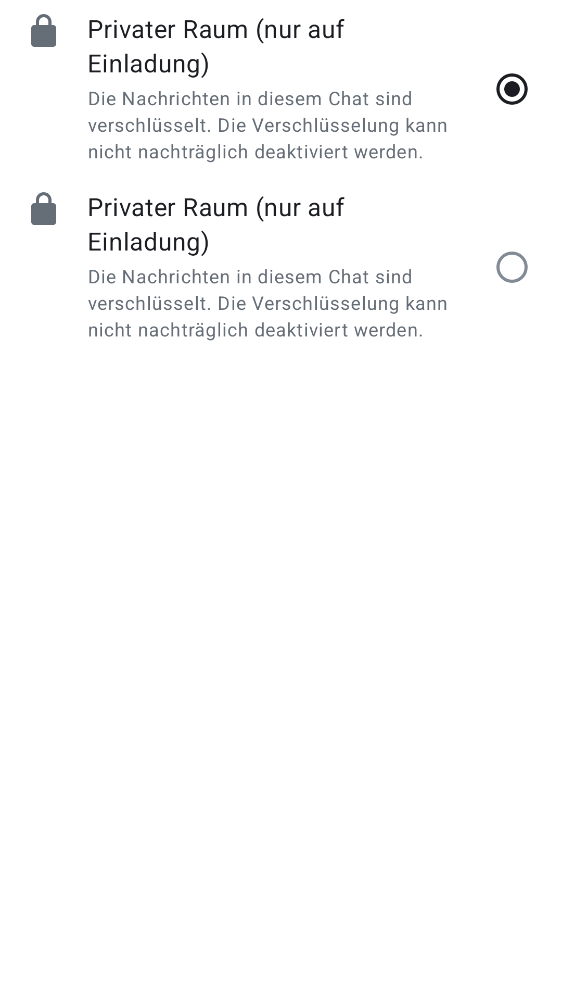 Privater Raum (nur auf
Einladung)
Die Nachrichten in diesem Chat sind
verschlüsselt. Die Verschlüsselung kann
nicht nachträglich deaktiviert werden.
Privater Raum (nur auf
Einladung)
Die Nachrichten in diesem Chat sind
verschlüsselt. Die Verschlüsselung kann
nicht nachträglich deaktiviert werden.